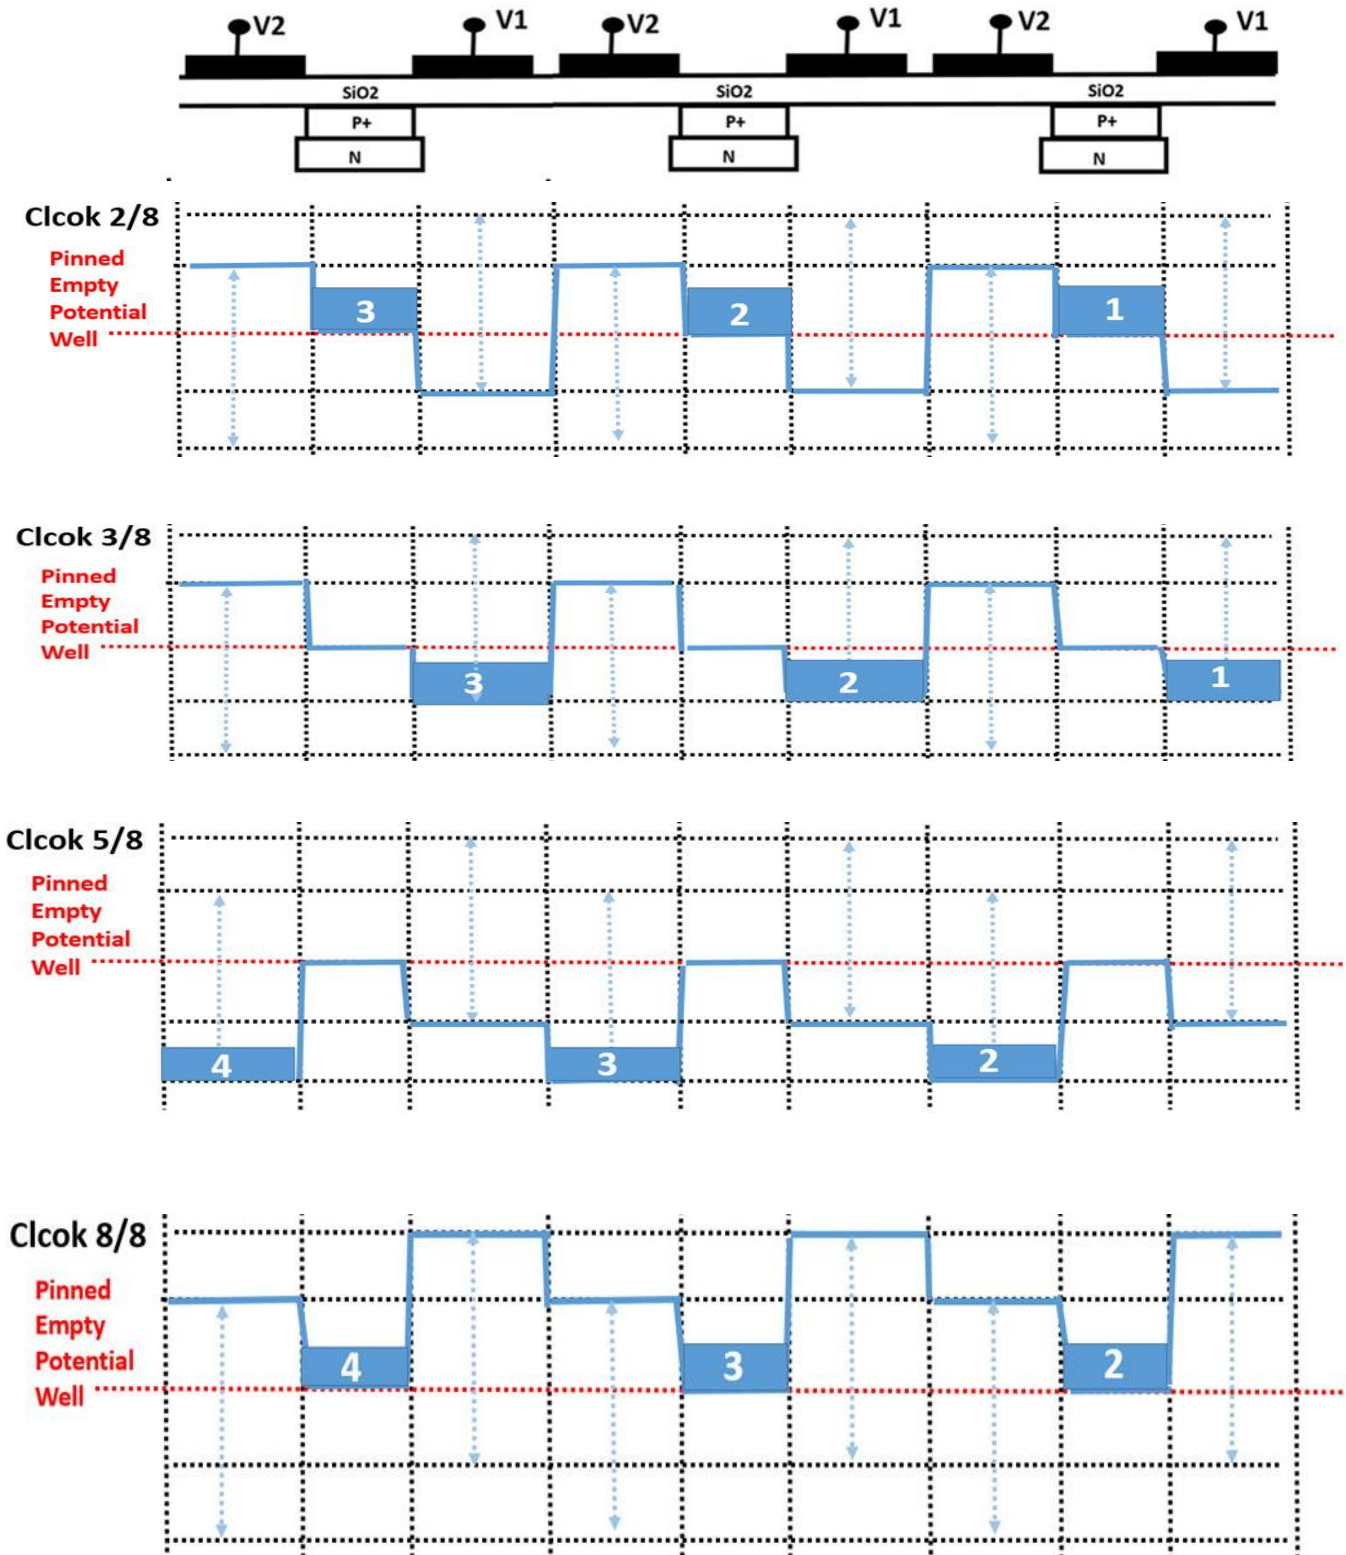 V2 V1 V2 V1 V2 V1
SiO2 SiO2 SiO2
P+ P+ P+
N N N
Clcok 2/8
Pinned
Empty
Potential
Well
3 2 1
Clcok 3/8
Pinned
Empty
Potential
Well
3 2 1
Clcok 5/8
Pinned
Empty
Potential
Well
4 3 2
Clcok 8/8
Pinned
Empty
Potential
Well
4 3 2